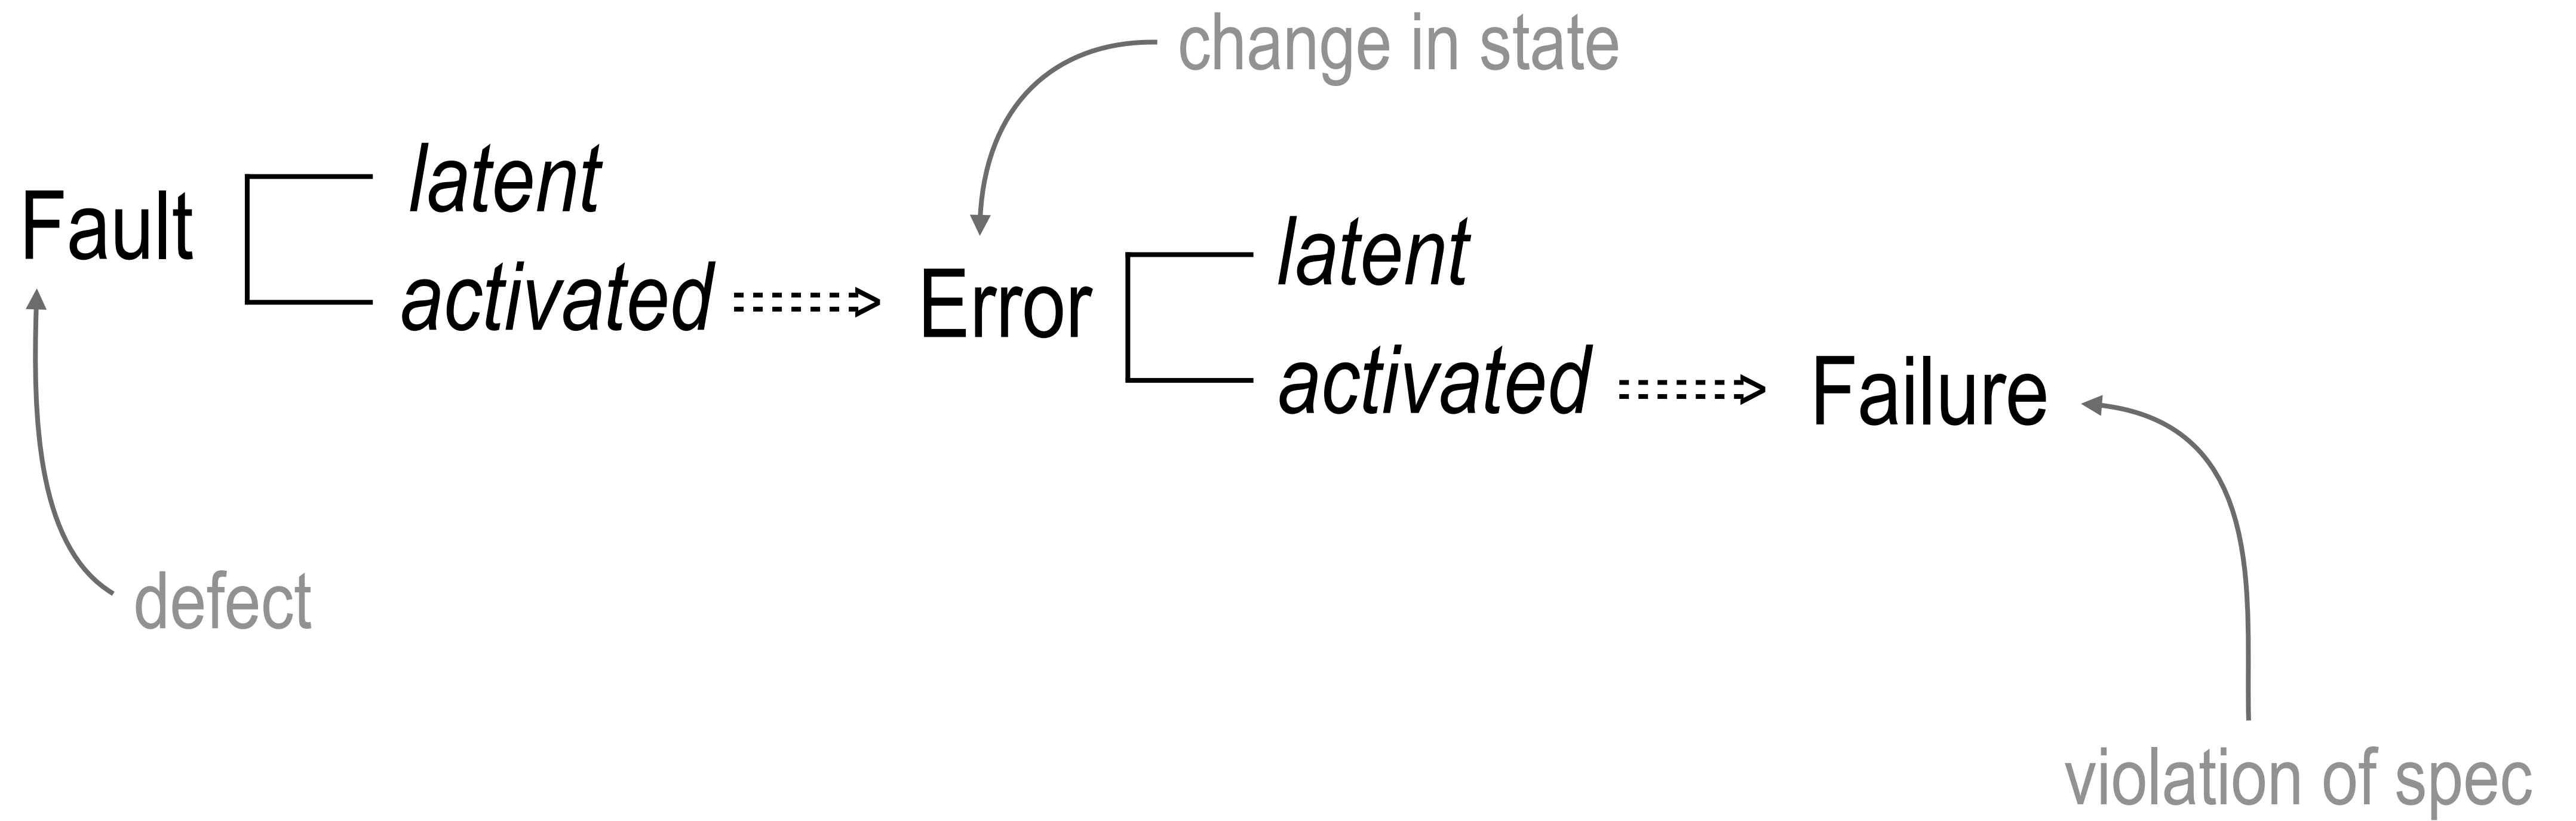 change in state
latent
Fault
activated
latent
Error
activated
Failure
defect
violation of spec